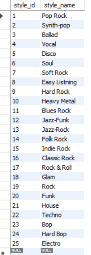 style_id style_name
1 Pop Rock
2 Synth-pop
3 Ballad
4 Vocal
5 Disco
6 Soul
7 Soft Rock
8 Easy Listning
9 Hard Rock
10 Heavy Metal
11 Blues Rock
12 Jazz-Funk
13 Jazz-Rock
14 Folk Rock
15 Indie Rock
16 Classic Rock
17 Rock & Roll
18 Glam
19 Rock
20 Funk
21 House
22 Techno
23 Bop
24 Hard Bop
25 Electro
NULL NULL